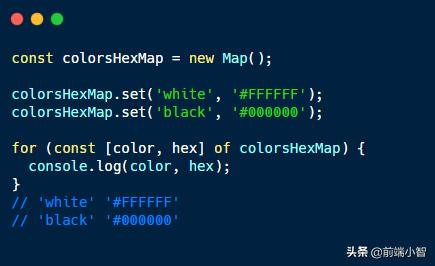 const colorsHexMap = new Map();
colorsHexMap.set('white', '#FFFFFF');
colorsHexMap.set('black', '#000000');
for (const [color, hex] of colorsHexMap) {
  console.log(color, hex);
}
// 'white' '#FFFFFF'
// 'black' '#000000'
头条 @前端小智